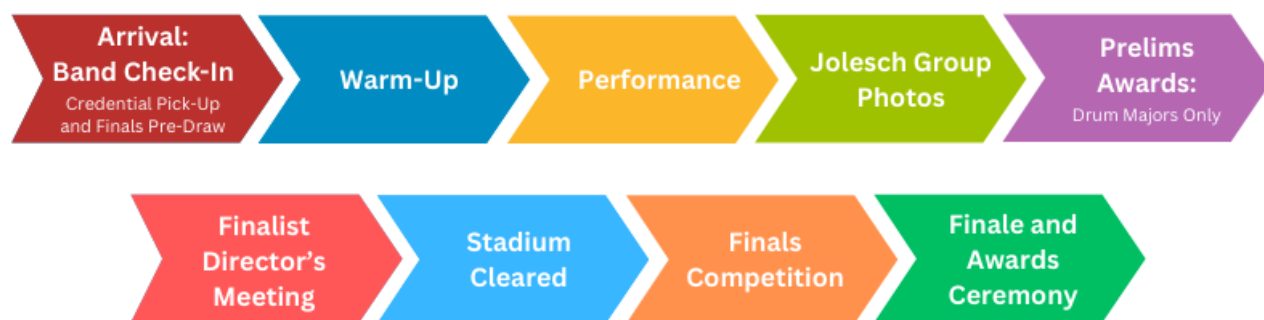 Arrival:
Band Check-In
Credential Pick-Up
and Finals Pre-Draw
Warm-Up
Performance
Jolesch Group
Photos
Prelims
Awards:
Drum Majors Only
Finalist
Director’s
Meeting
Stadium
Cleared
Finals
Competition
Finale and
Awards
Ceremony